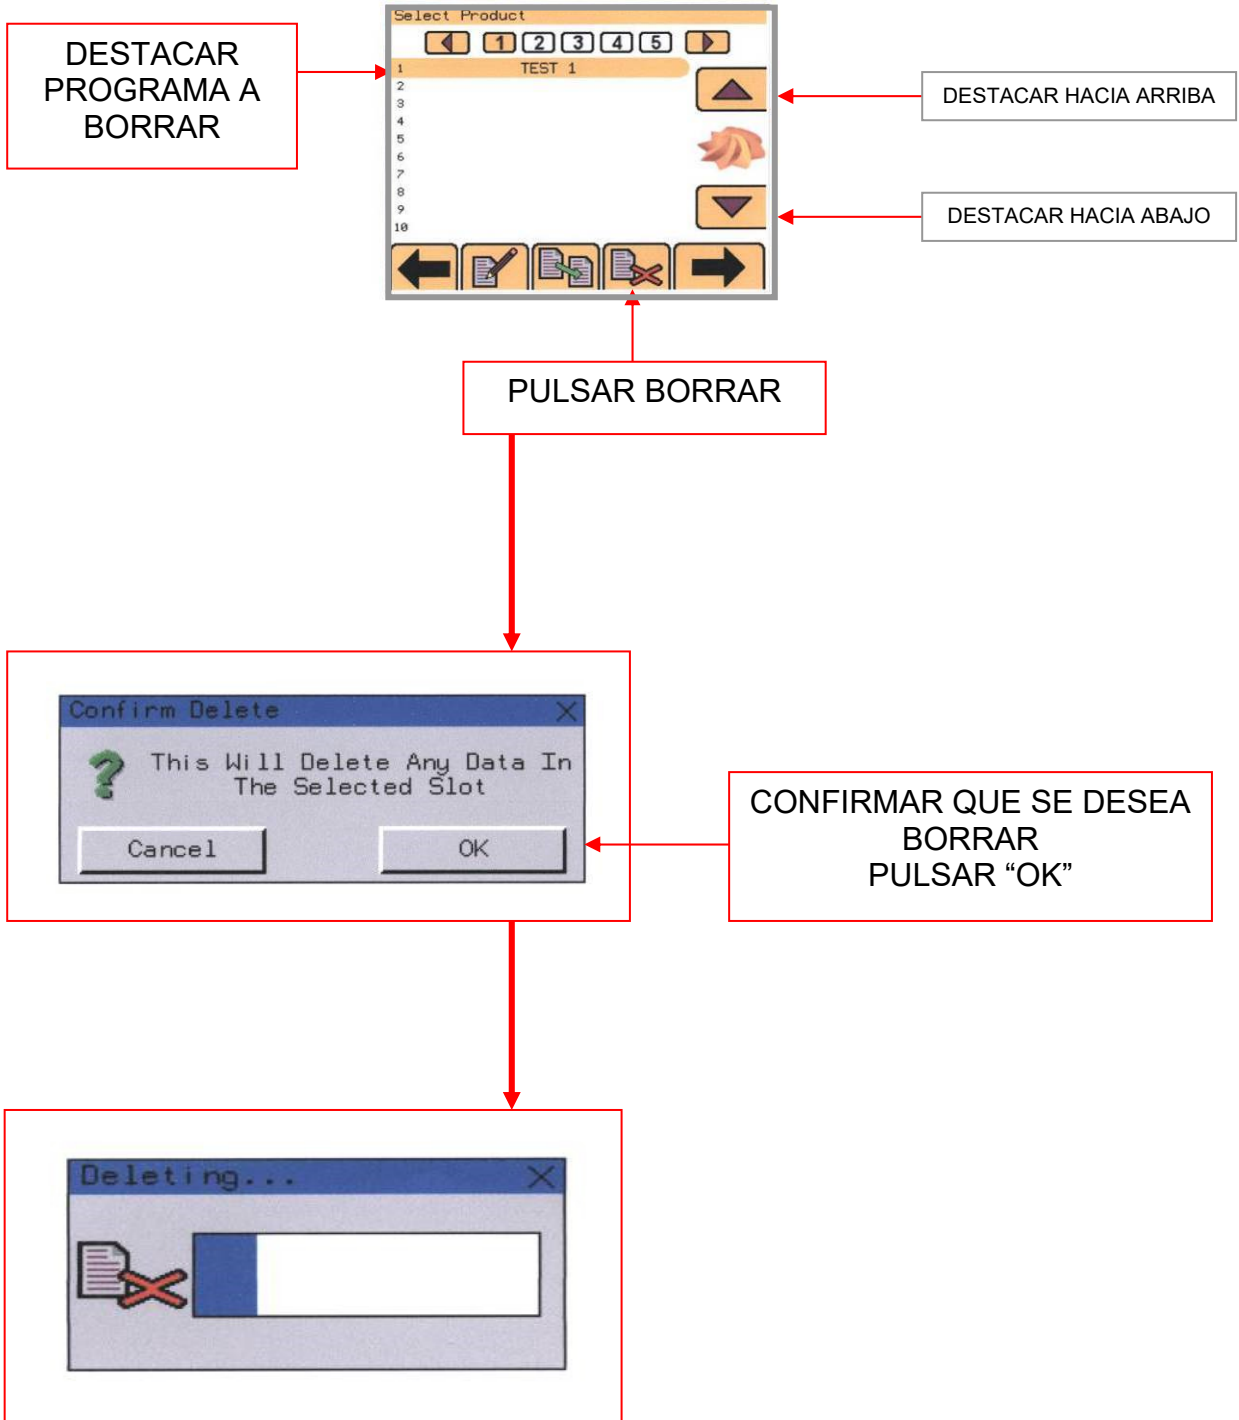 Select Product
1 2 3 4 5
DESTACAR
PROGRAMA A
BORRAR
1 TEST 1
2
3
4
5
6
7
8
9
10
DESTACAR HACIA ARRIBA
DESTACAR HACIA ABAJO
PULSAR BORRAR
Confirm Delete
This Will Delete Any Data In
The Selected Slot
Cancel OK
CONFIRMAR QUE SE DESEA
BORRAR
PULSAR “OK”
Deleting...